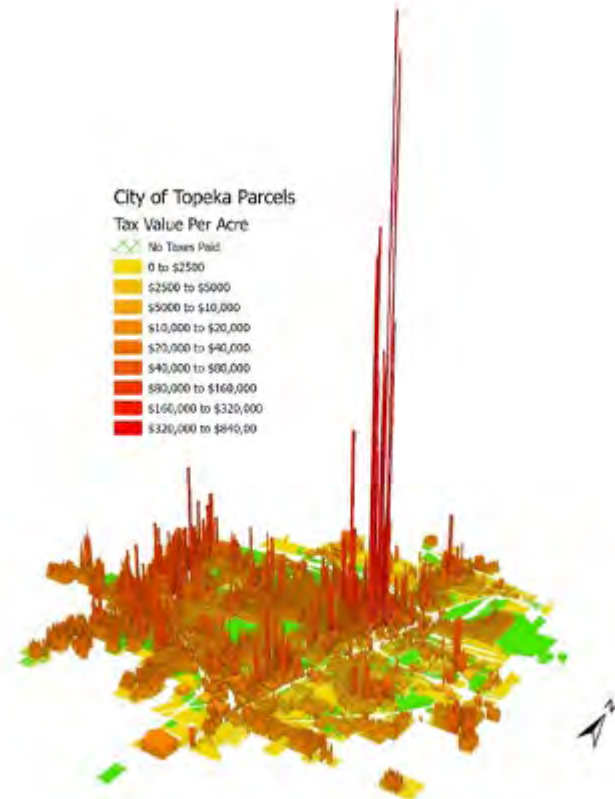 City of Topeka Parcels
Tax Value Per Acre
No Taxes Paid
0 to $2500
$2500 to $5000
$5000 to $10,000
$10,000 to $20,000
$20,000 to $40,000
$40,000 to $80,000
$80,000 to $160,000
$160,000 to $320,000
$320,000 to $840,00
N